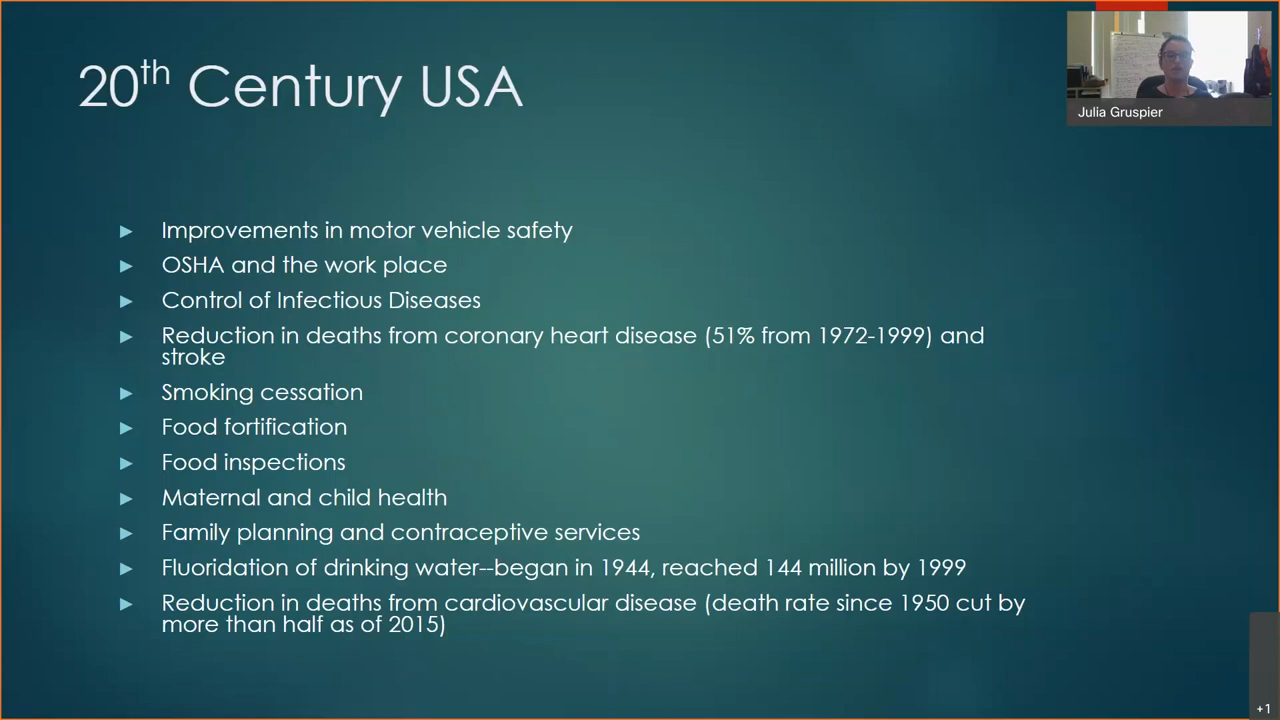 20th Century USA
Julia Gruspier
► Improvements in motor vehicle safety
► OSHA and the work place
► Control of Infectious Diseases
► Reduction in deaths from coronary heart disease (51% from 1972-1999) and
stroke
► Smoking cessation
► Food fortification
► Food inspections
► Maternal and child health
► Family planning and contraceptive services
► Fluoridation of drinking water--began in 1944, reached 144 million by 1999
► Reduction in deaths from cardiovascular disease (death rate since 1950 cut by
more than half as of 2015)
+1